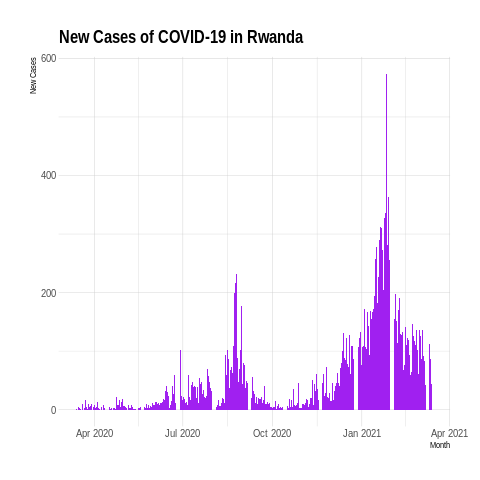 New Cases of COVID-19 in Rwanda
New Cases
600
400
200
0
Apr 2020
Jul 2020
Oct 2020
Jan 2021
Apr 2021
Month